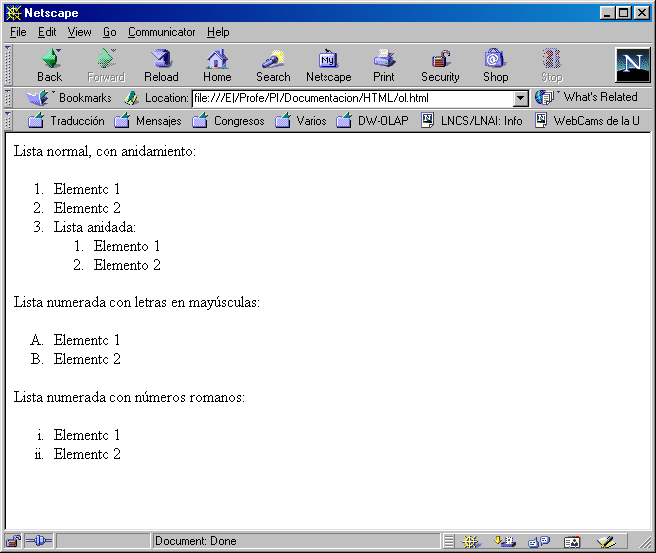 Netscape
File Edit View Go Communicator Help
Back Forward Reload Home Search Netscape Print Security Shop Stop
My
N
Bookmarks Location: file:///E|/Profe/PI/Documentacion/HTML/ol.html What's Related
Traducción Mensajes Congresos Varios DW-OLAP LNCS/LNAI: Info WebCams de la U
Lista normal, con anidamiento:
1. Elemento 1
2. Elemento 2
3. Lista anidada:
1. Elemento 1
2. Elemento 2
Lista numerada con letras en mayúsculas:
A. Elemento 1
B. Elemento 2
Lista numerada con números romanos:
i. Elemento 1
ii. Elemento 2
Document: Done